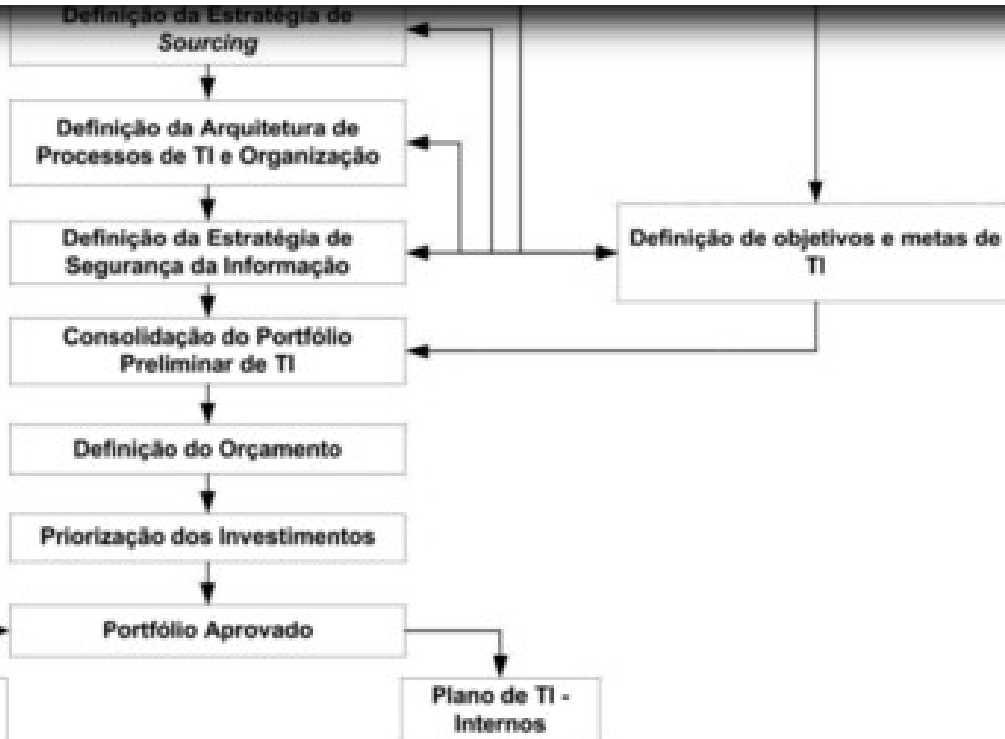 Definição da Estratégia de
Sourcing
Definição da Arquitetura de
Processos de TI e Organização
Definição da Estratégia de
Segurança da Informação
Definição de objetivos e metas de
TI
Consolidação do Portfólio
Preliminar de TI
Definição do Orçamento
Priorização dos Investimentos
Portfólio Aprovado
Plano de TI -
Internos